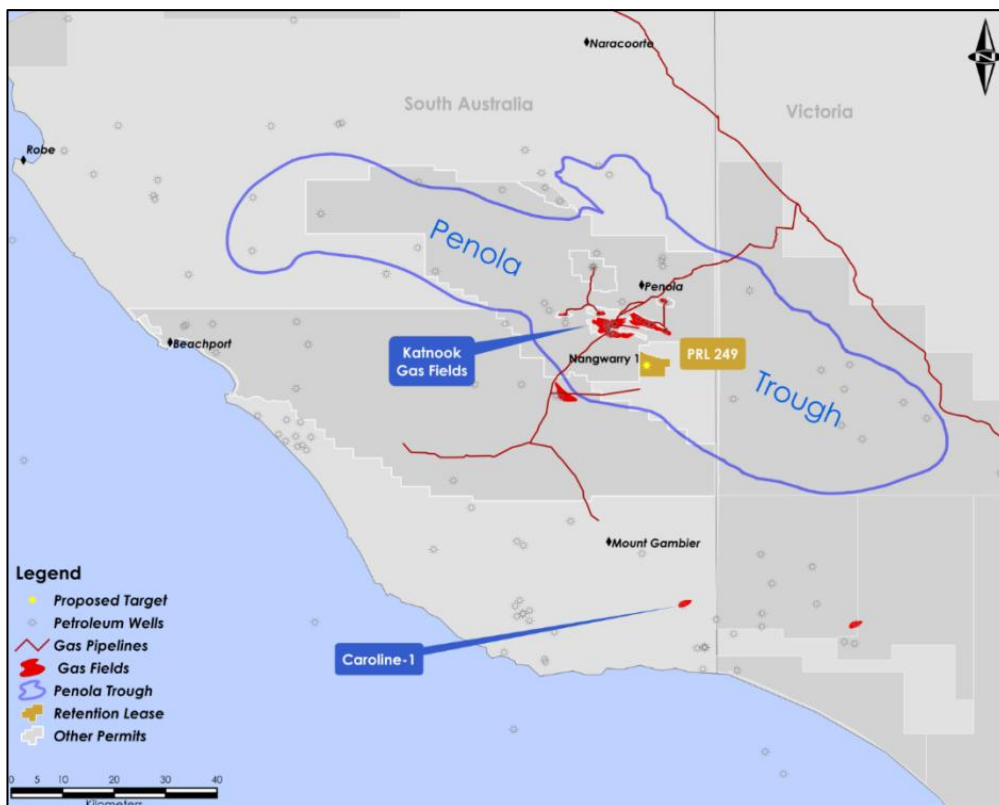 Naracoorte
N
South Australia
Victoria
Robe
Penola
Penola
Beachport
Katnook
Gas Fields
Nangwarry 1
PRL 249
Trough
Mount Gambier
Caroline-1
Legend
Proposed Target
Petroleum Wells
Gas Pipelines
Gas Fields
Penola Trough
Retention Lease
Other Permits
0 5 10 20 30 40
Kilometers